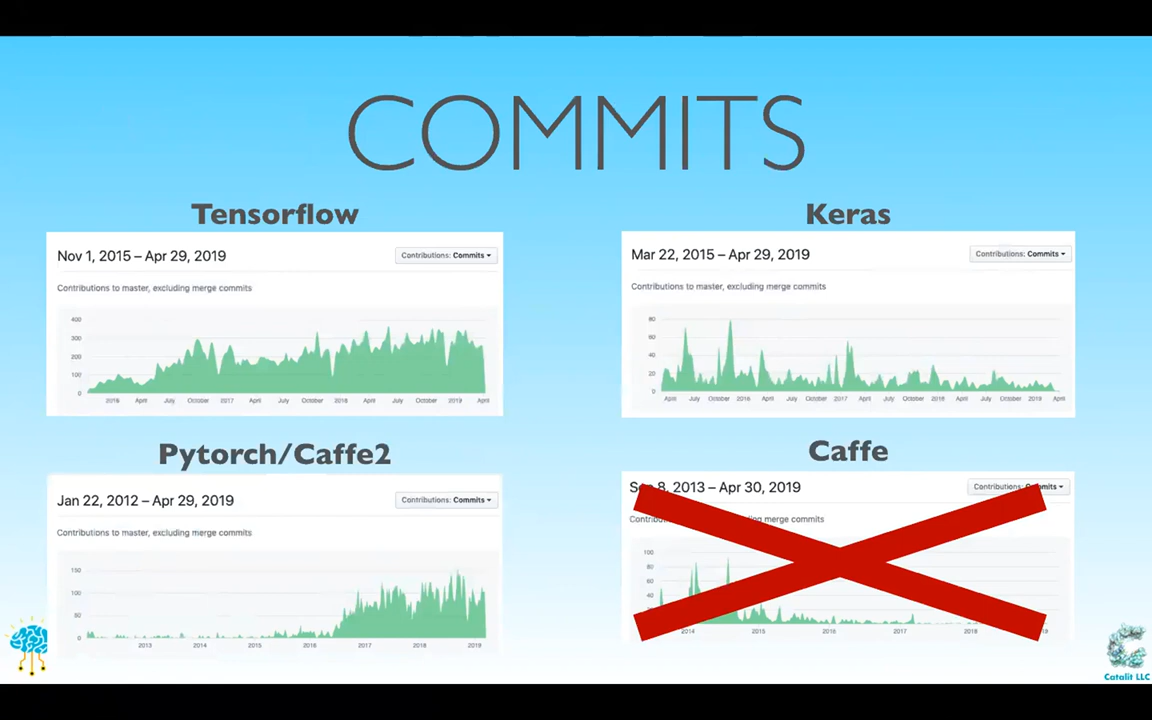 COMMITS
Tensorflow
Nov 1, 2015 – Apr 29, 2019
Contributions: Commits
Contributions to master, excluding merge commits
400
300
200
100
0
2016 April July October 2017 April July October 2018 April July October 2019 April
Keras
Mar 22, 2015 – Apr 29, 2019
Contributions: Commits
Contributions to master, excluding merge commits
80
60
40
20
0
April July October 2016 April July October 2017 April July October 2018 April July October 2019 April
Pytorch/Caffe2
Jan 22, 2012 – Apr 29, 2019
Contributions: Commits
Contributions to master, excluding merge commits
150
100
50
0
2013 2014 2015 2016 2017 2018 2019
Caffe
8, 2013 – Apr 30, 2019
Contributions:
merge commits
100
80
60
40
2014 2015 2016 2017 2018
Catalit LLC